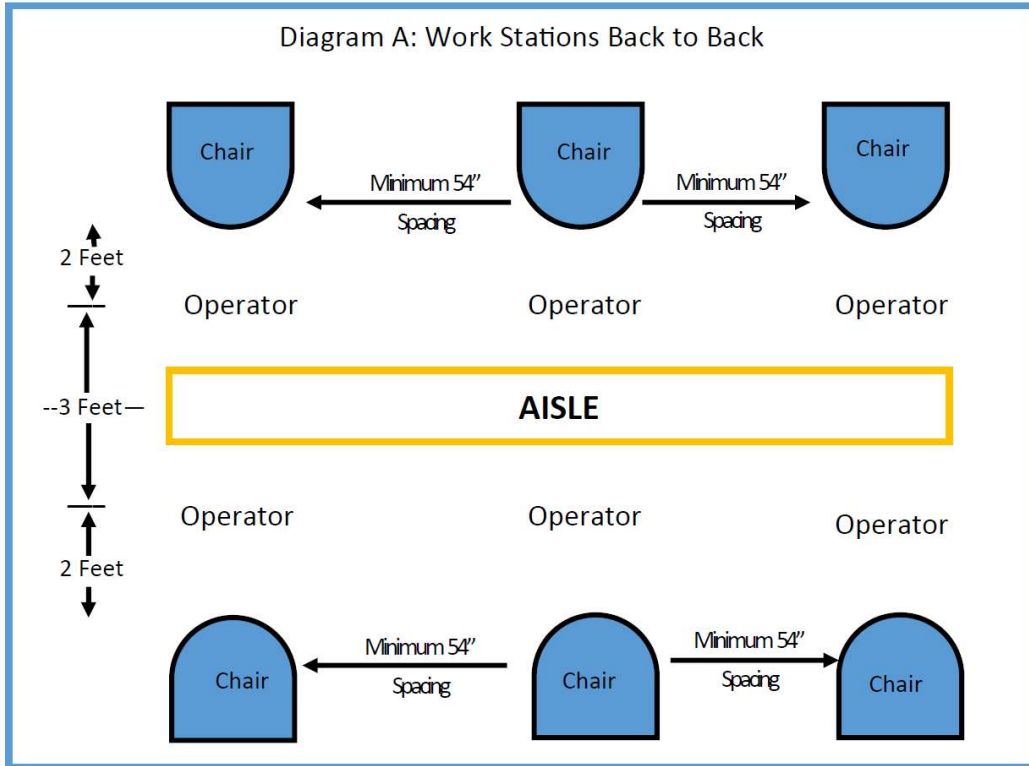 Diagram A: Work Stations Back to Back
Chair
Chair
Chair
Minimum 54”
Spacing
Minimum 54”
Spacing
2 Feet
Operator
Operator
Operator
--3 Feet—
AISLE
Operator
Operator
Operator
2 Feet
Minimum 54”
Spacing
Minimum 54”
Spacing
Chair
Chair
Chair